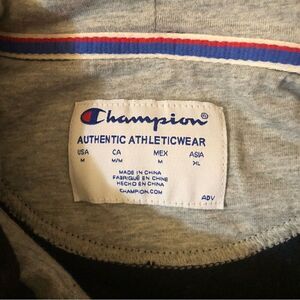 Champion®
AUTHENTIC ATHLETICWEAR
USA CA MEX ASIA
M M/M M XL
MADE IN CHINA
FABRIQUÉ EN CHINE
HECHO EN CHINA
CHAMPION.COM
ADV